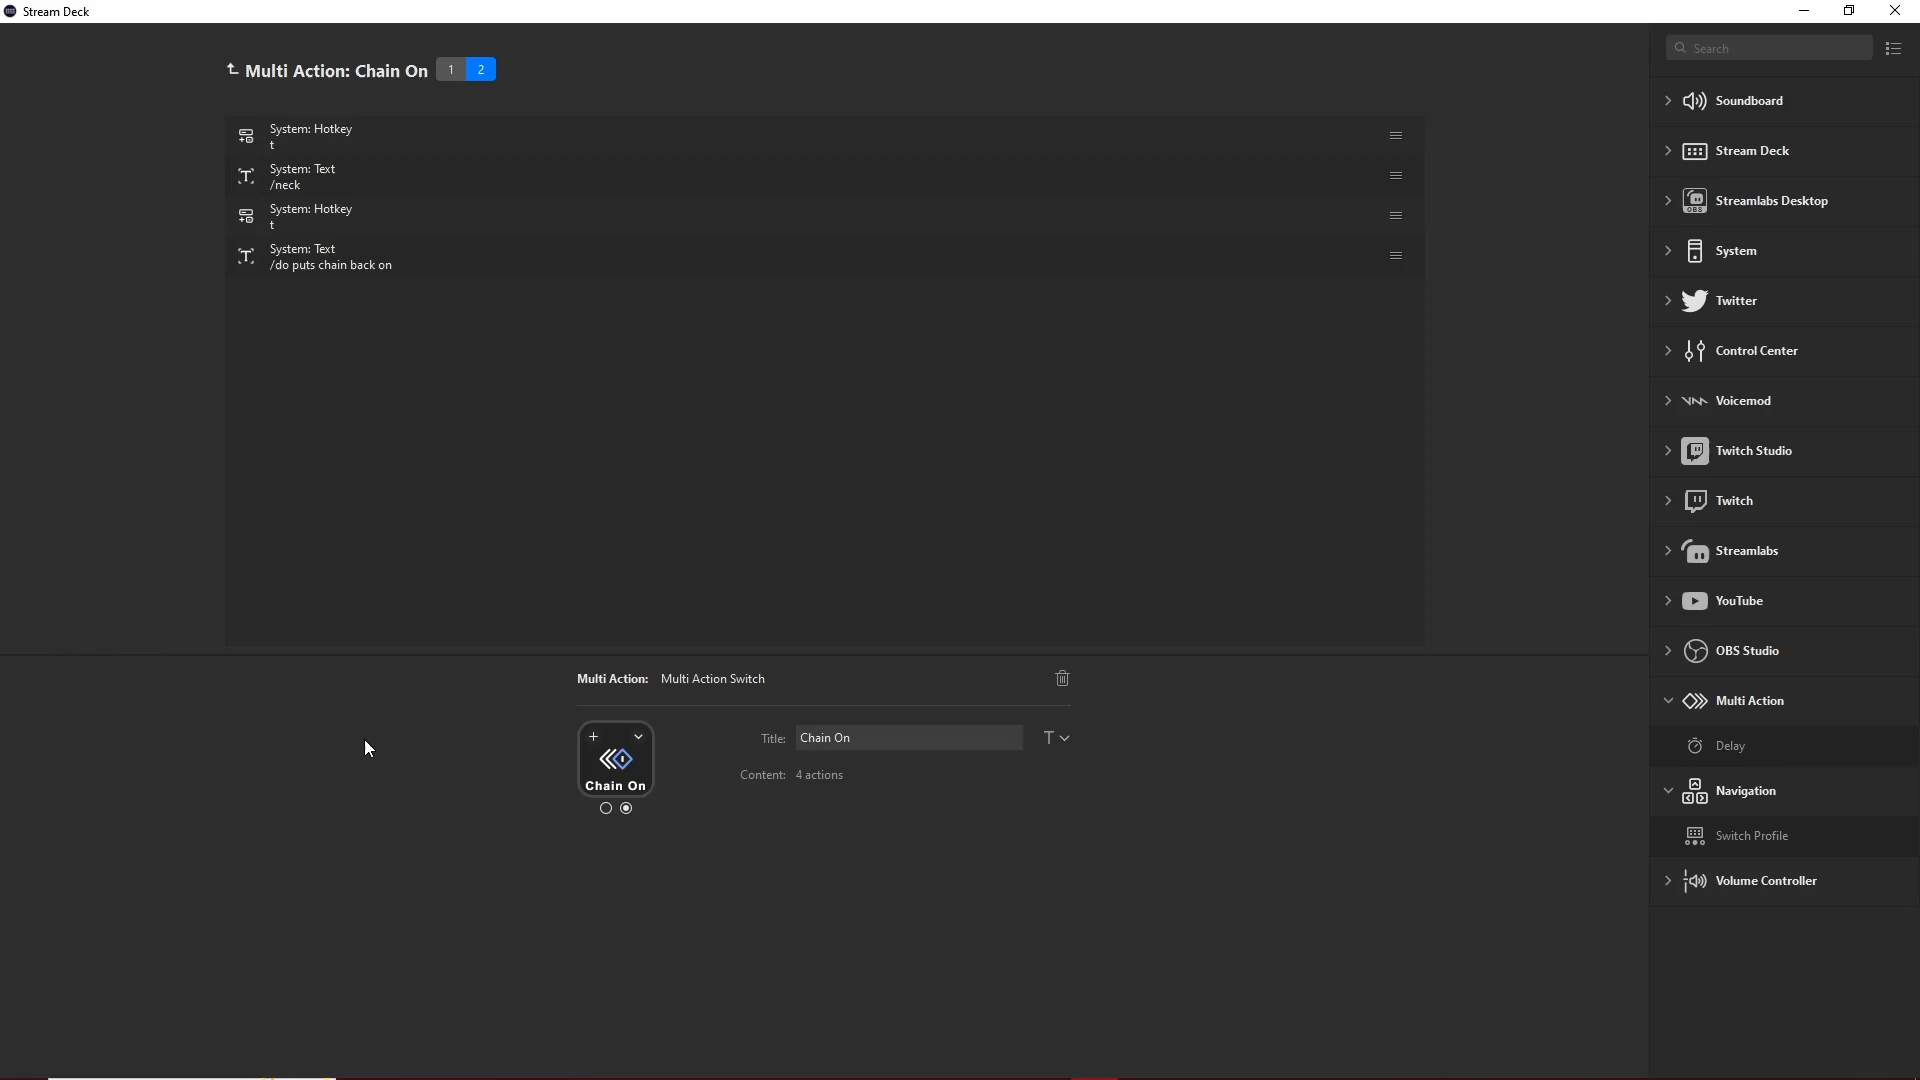 Stream Deck
Multi Action: Chain On 1 2
System: Hotkey
t
System: Text
/neck
System: Hotkey
t
System: Text
/do puts chain back on
Multi Action: Multi Action Switch
Chain On
Title: Chain On
Content: 4 actions
Search
Soundboard
Stream Deck
Streamlabs Desktop
System
Twitter
Control Center
Voicemod
Twitch Studio
Twitch
Streamlabs
YouTube
OBS Studio
Multi Action
Delay
Navigation
Switch Profile
Volume Controller